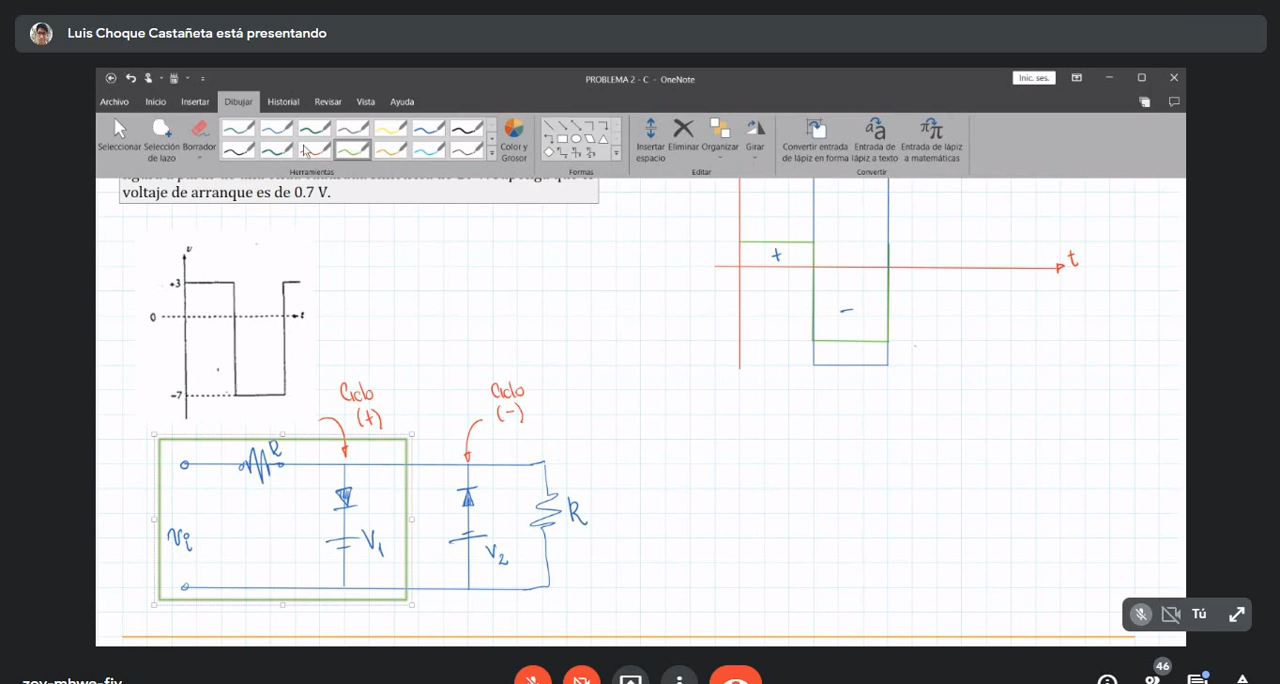 Luis Choque Castañeta está presentando
PROBLEMA 2 - C - OneNote
Inic. ses.
Archivo Inicio Insertar Dibujar Historial Revisar Vista Ayuda
Seleccionar
Selección de lazo
Borrador
Color y Grosor
Insertar espacio
Eliminar
Organizar
Girar
Convertir entrada de lápiz en forma
Entrada de lápiz a texto
Entrada de lápiz a matemáticas
Herramientas
Formas
Editar
Convertir
voltaje de arranque es de 0.7 V.
v
+3
0
t
-7
+
-
t
Ciclo
(+)
Ciclo
(-)
R
Vi
V1
V2
R
Tú
46